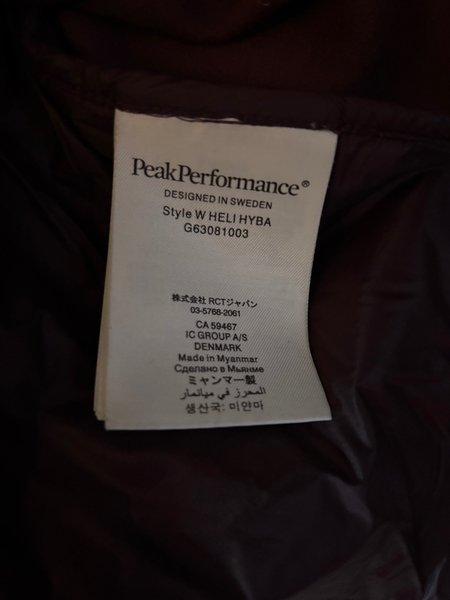 PeakPerformance®
DESIGNED IN SWEDEN
Style W HELI HYBA
G63081003
株式会社 RCTジャパン
03-5768-2061
CA 59467
IC GROUP A/S
DENMARK
Made in Myanmar
Сделано в Мьянме
ミャンマー製
المحرز في ميانمار
생산국: 미얀마